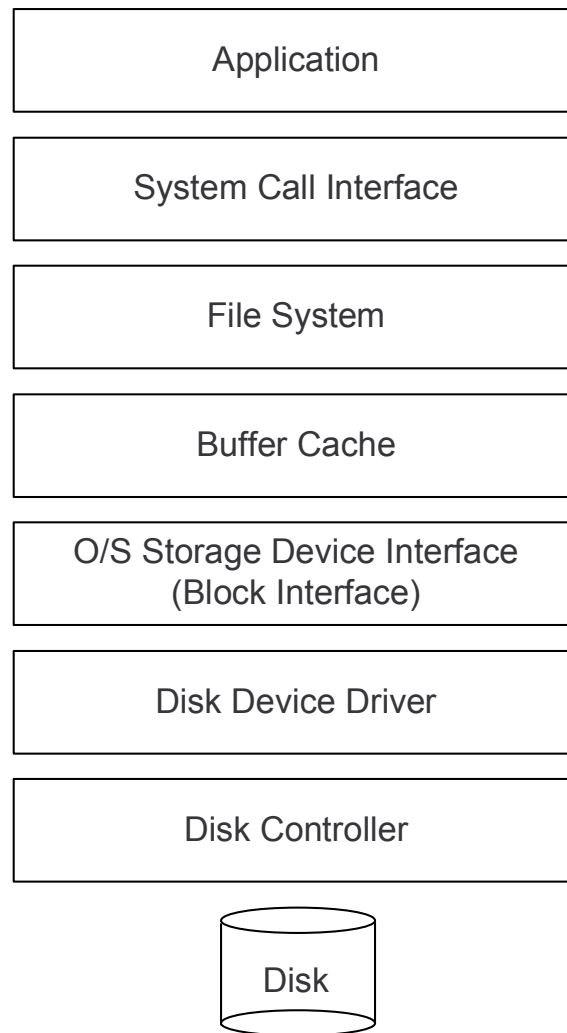 Application
System Call Interface
File System
Buffer Cache
O/S Storage Device Interface
(Block Interface)
Disk Device Driver
Disk Controller
Disk